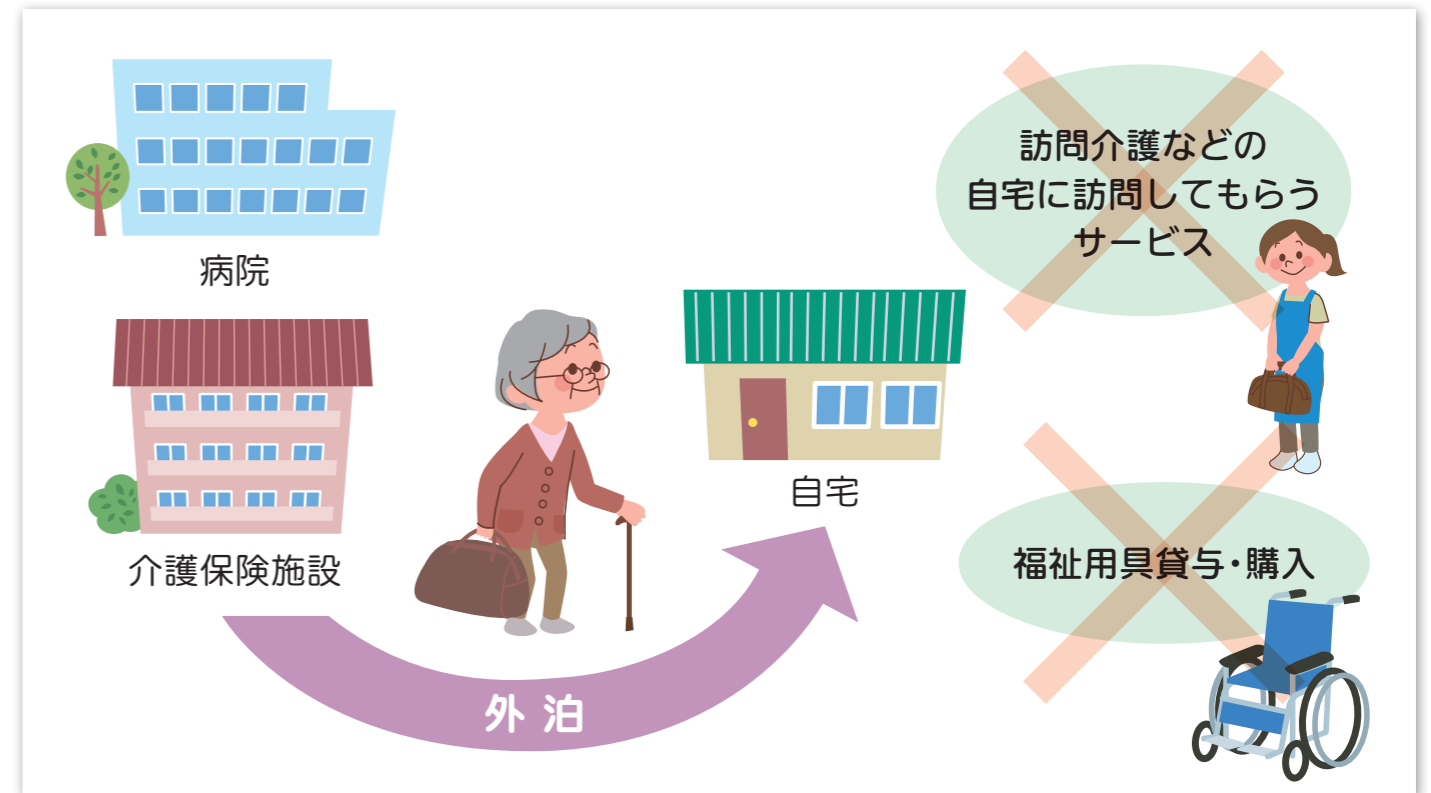 病院
介護保険施設
外泊
自宅
訪問介護などの
自宅に訪問してもらう
サービス
福祉用具貸与・購入